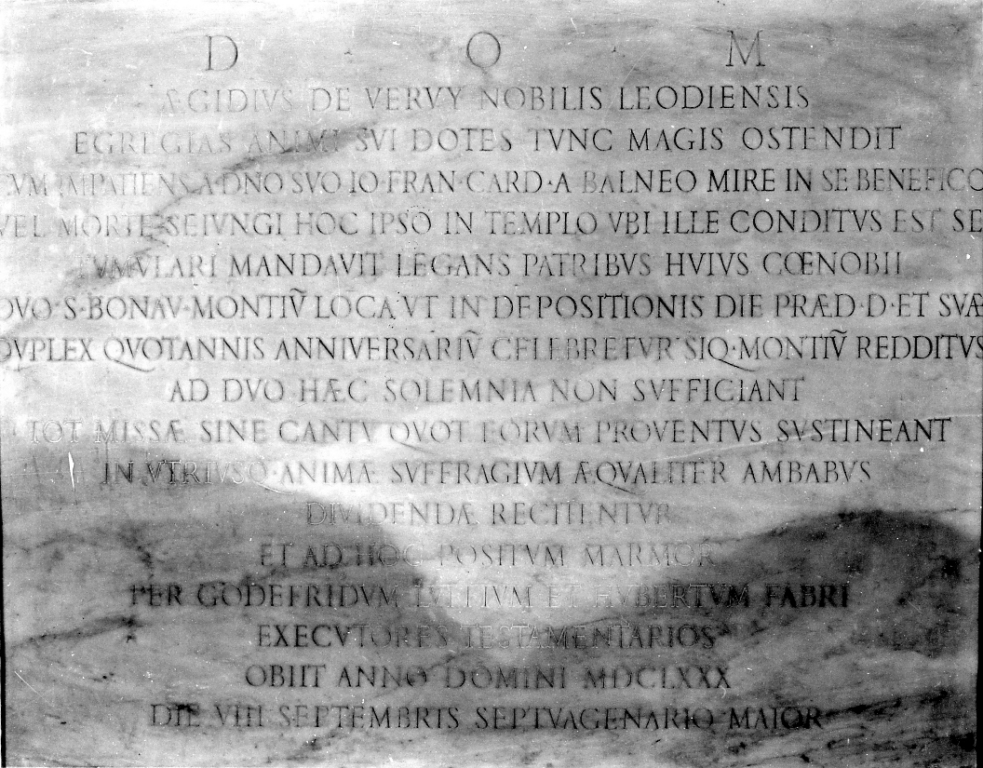 D O M
ÆGIDIVS DE VERVY NOBILIS LEODIENSIS
EGREGIAS ANIMI SVI DOTES TVNC MAGIS OSTENDIT
CVM IMPATIENS A·DNO SVO IO·FRAN·CARD·A BALNEO MIRE IN SE BENEFICO
VEL MORTE SEIVNGI HOC IPSO IN TEMPLO VBI ILLE CONDITVS EST SE
TVMVLARI MANDAVIT LEGANS PATRIBVS HVIVS CŒNOBII
DVO·S·BONAV·MONTIṼ LOCA VT IN DEPOSITIONIS DIE PRÆD·D·ET SVÆ
DVPLEX QVOTANNIS ANNIVERSARIṼ CELEBRETVR SIQ·MONTIṼ REDDITVS
AD DVO HÆC SOLEMNIA NON SVFFICIANT
TOT MISSÆ SINE CANTV QVOT EORVM PROVENTVS SVSTINEANT
IN VTRIVSQ·ANIMÆ SVFFRAGIVM ÆQVALITER AMBABVS
DIVIDENDÆ RECITENTVR
ET AD HOC POSITVM MARMOR
PER GODEFRIDVM ET HVBERTVM FABRI
EXECVTORES TESTAMENTARIOS
OBIIT ANNO DOMINI MDCLXXX
DIE VIII SEPTEMBRIS SEPTVAGENARIO MAIOR